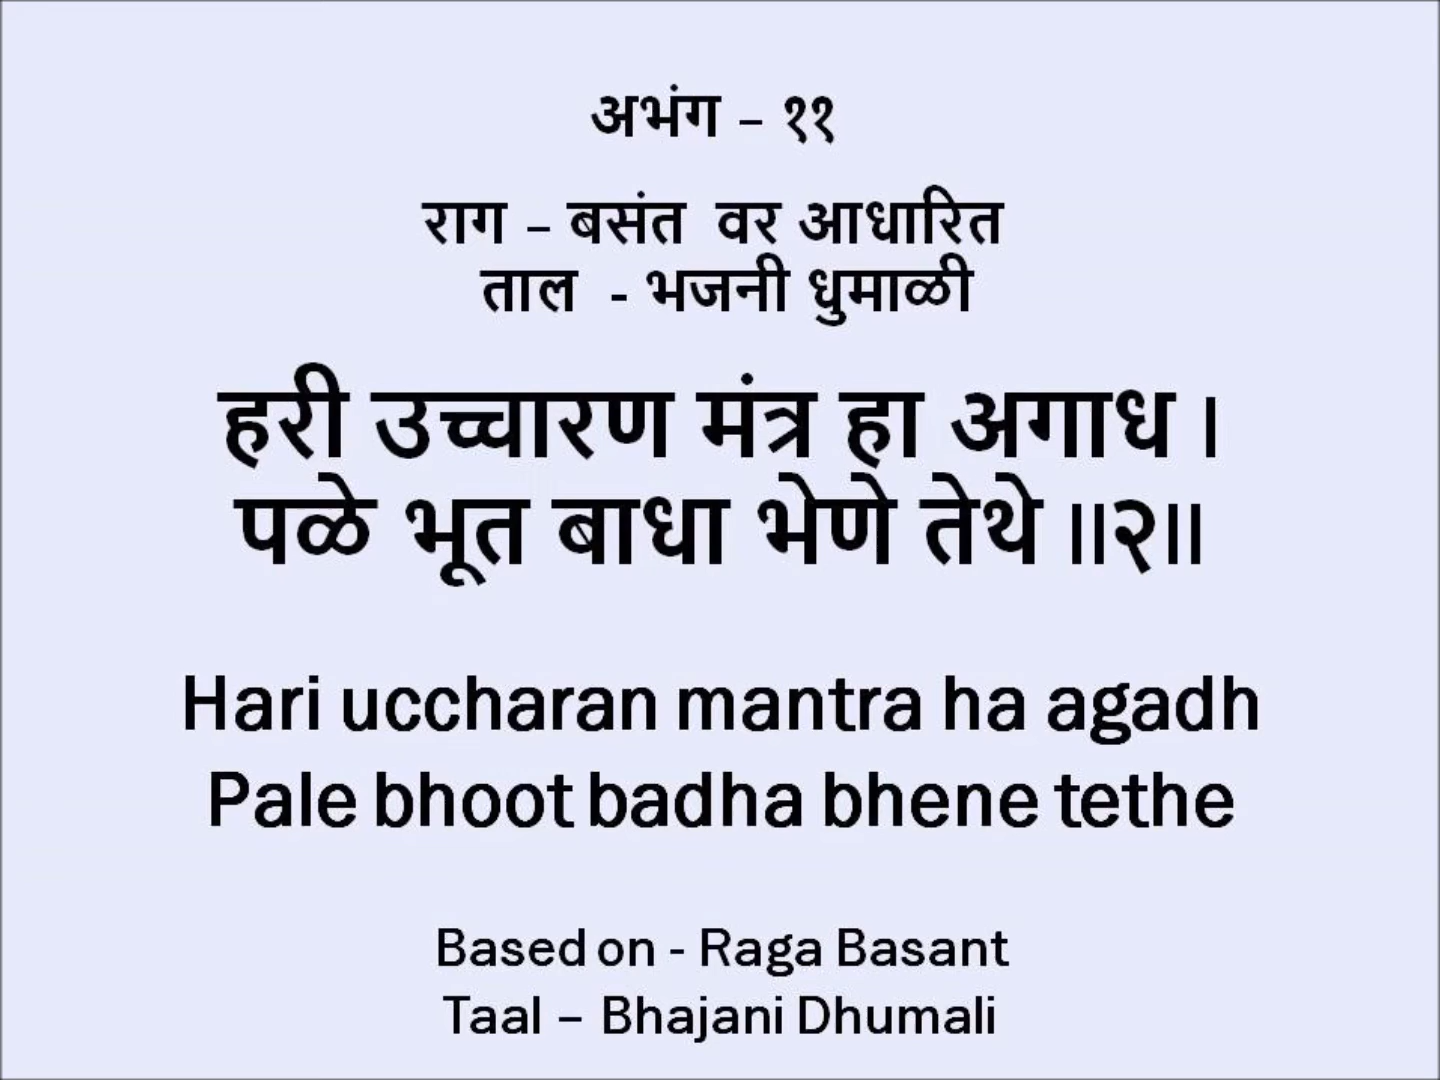 अभंग – ११
राग – बसंत वर आधारित
ताल - भजनी धुमाळी
हरी उच्चारण मंत्र हा अगाध ।
पळे भूत बाधा भेणे तेथे ॥२॥
Hari uccharan mantra ha agadh
Pale bhoot badha bhene tethe
Based on - Raga Basant
Taal – Bhajani Dhumali